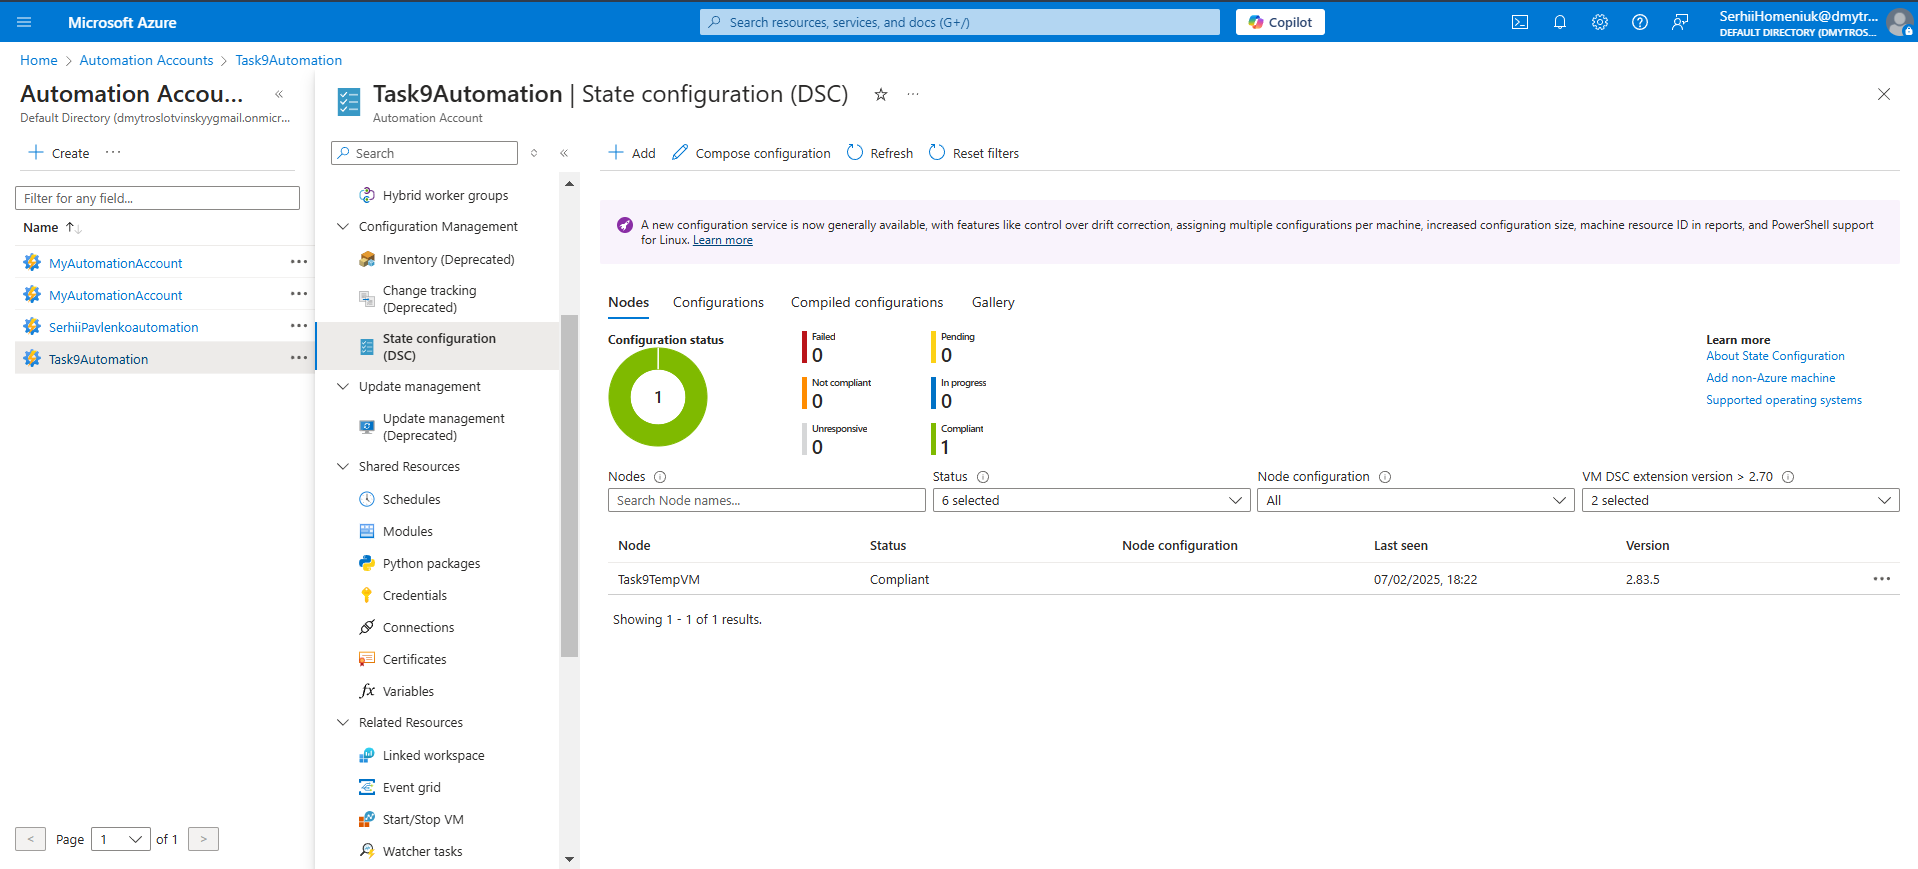 Microsoft Azure
Search resources, services, and docs (G+/)
Copilot
SerhiiHomeniuk@dmytr...
DEFAULT DIRECTORY (DMYTROS...
Home > Automation Accounts > Task9Automation
Automation Accou...
Default Directory (dmytroslotvinskyygmail.onmicr...
Create
Filter for any field...
Name
MyAutomationAccount
MyAutomationAccount
SerhiiPavlenkoautomation
Task9Automation
< Page 1 of 1 >
Task9Automation | State configuration (DSC)
Automation Account
Search
Hybrid worker groups
Configuration Management
Inventory (Deprecated)
Change tracking
(Deprecated)
State configuration
(DSC)
Update management
Update management
(Deprecated)
Shared Resources
Schedules
Modules
Python packages
Credentials
Connections
Certificates
Variables
Related Resources
Linked workspace
Event grid
Start/Stop VM
Watcher tasks
Add Compose configuration Refresh Reset filters
A new configuration service is now generally available, with features like control over drift correction, assigning multiple configurations per machine, increased configuration size, machine resource ID in reports, and PowerShell support
for Linux. Learn more
Nodes Configurations Compiled configurations Gallery
Configuration status
1
Failed
0
Pending
0
Not compliant
0
In progress
0
Unresponsive
0
Compliant
1
Learn more
About State Configuration
Add non-Azure machine
Supported operating systems
Nodes Status Node configuration VM DSC extension version > 2.70
Search Node names... 6 selected All 2 selected
Node Status Node configuration Last seen Version
Task9TempVM Compliant 07/02/2025, 18:22 2.83.5
Showing 1 - 1 of 1 results.